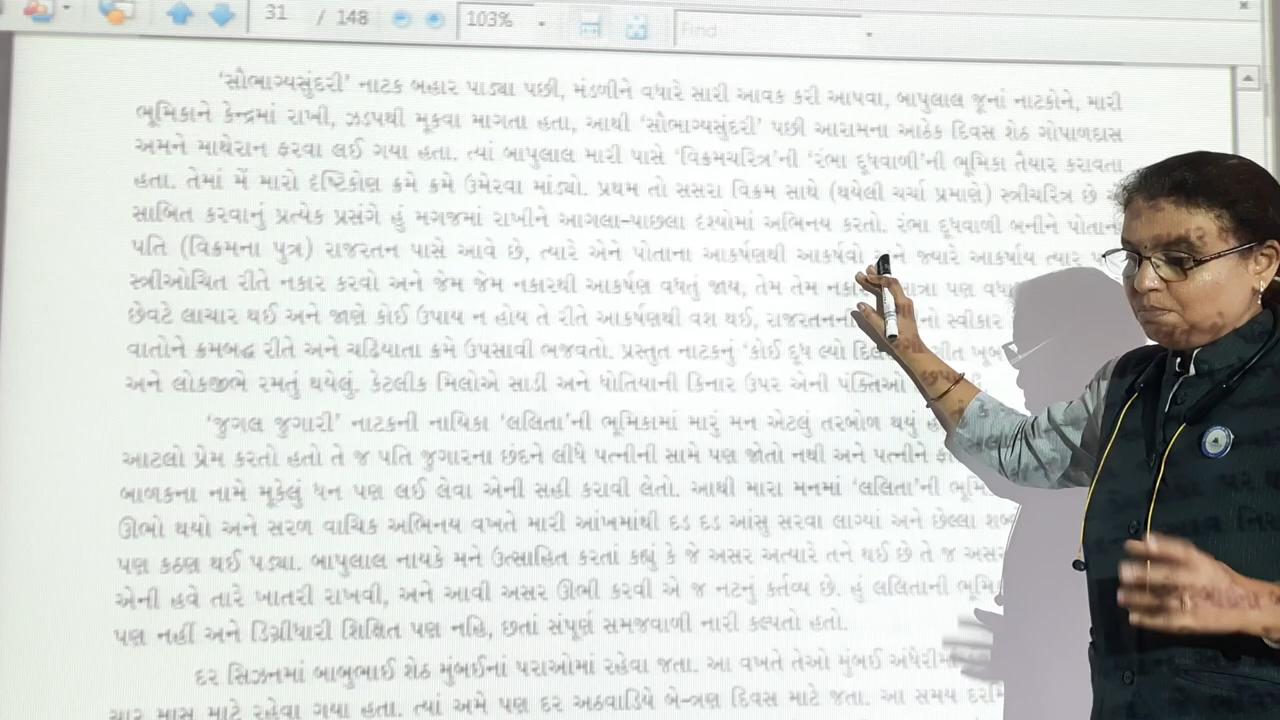 31 / 148 103% Find
'સૌભાગ્યસુંદરી' નાટક બહાર પાડ્યા પછી, મંડળીને વધારે સારી આવક કરી આપવા, બાપુલાલ જૂનાં નાટકોને, મારી
ભૂમિકાને કેન્દ્રમાં રાખી, ઝડપથી મૂકવા માગતા હતા, આથી 'સૌભાગ્યસુંદરી' પછી આરામના આઠેક દિવસ શેઠ ગોપાળદાસ
અમને માથેરાન ફરવા લઈ ગયા હતા. ત્યાં બાપુલાલ મારી પાસે 'વિક્રમચરિત્ર'ની 'રંભા દૂધવાળી'ની ભૂમિકા તૈયાર કરાવતા
હતા. તેમાં મેં મારો દૃષ્ટિકોણ ક્રમે ક્રમે ઉમેરવા માંડ્યો. પ્રથમ તો સસરા વિક્રમ સાથે (થયેલી ચર્ચા પ્રમાણે) સ્ત્રીચરિત્ર છે
સાબિત કરવાનું પ્રત્યેક પ્રસંગે હું મગજમાં રાખીને આગલા-પાછલા દૃશ્યોમાં અભિનય કરતો. રંભા દૂધવાળી બનીને પોતાના
પતિ (વિક્રમના પુત્ર) રાજરતન પાસે આવે છે, ત્યારે એને પોતાના આકર્ષણથી આકર્ષવો અને જ્યારે આકર્ષાય ત્યારે
સ્ત્રીઓચિત રીતે નકાર કરવો અને જેમ જેમ નકારથી આકર્ષણ વધતું જાય, તેમ તેમ
છેવટે લાચાર થઈ અને જાણે કોઈ ઉપાય ન હોય તે રીતે આકર્ષણથી વશ થઈ, સ્વીકાર
વાતોને ક્રમબદ્ધ રીતે અને ચઢિયાતા ક્રમે ઉપસાવી ભજવતો. પ્રસ્તુત નાટકનું 'કોઈ દૂધ લ્યો ખૂબ
અને લોકજીભે રમતું થયેલું. કેટલીક મિલોએ સાડી અને ધોતિયાની કિનાર ઉપર એની પંક્તિઓ
'જુગલ જુગારી' નાટકની નાયિકા 'લલિતા'ની ભૂમિકામાં મારું મન એટલું તરબોળ થયું
આટલો પ્રેમ કરતો હતો તે જ પતિ જુગારના છંદને લીધે પત્નીની સામે પણ જોતો નથી અને પત્નીને
બાળકના નામે મૂકેલું ધન પણ લઈ લેવા એની સહી કરાવી લેતો. આથી મારા મનમાં 'લલિતા'ની
ઊભો થયો અને સરળ વાચિક અભિનય વખતે મારી આંખમાંથી દડ દડ આંસુ સરવા લાગ્યાં અને છેલ્લા
પણ કઠણ થઈ પડ્યા. બાપુલાલ નાયકે મને ઉત્સાહિત કરતાં કહ્યું કે જે અસર અત્યારે તને થઈ છે તે જ અસર
એની હવે તારે ખાતરી રાખવી, અને આવી અસર ઊભી કરવી એ જ નટનું કર્તવ્ય છે. હું લલિતાની
પણ નહીં અને ડિગ્રીધારી શિક્ષિત પણ નહિ, છતાં સંપૂર્ણ સમજવાળી નારી કલ્પતો હતો.
દર સિઝનમાં બાબુભાઈ શેઠ મુંબઈનાં પરાઓમાં રહેવા જતા. આ વખતે તેઓ મુંબઈ
ચાર માસ માટે રહેવા ગયા હતા. ત્યાં અમે પણ દર અઠવાડિયે બે-ત્રણ દિવસ માટે જતા. આ સમય